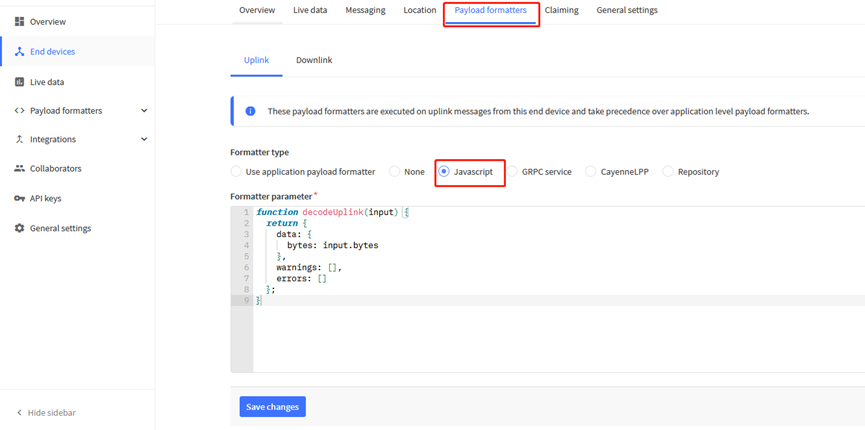 Overview Live data Messaging Location Payload formatters Claiming General settings
Overview
End devices
Live data
Payload formatters
Integrations
Collaborators
API keys
General settings
Hide sidebar
Uplink Downlink
These payload formatters are executed on uplink messages from this end device and take precedence over application level payload formatters.
Formatter type
Use application payload formatter None Javascript GRPC service CayenneLPP Repository
Formatter parameter *
1 function decodeUplink(input) {
2 return {
3 data: {
4 bytes: input.bytes
5 },
6 warnings: [],
7 errors: []
8 };
9 }
Save changes